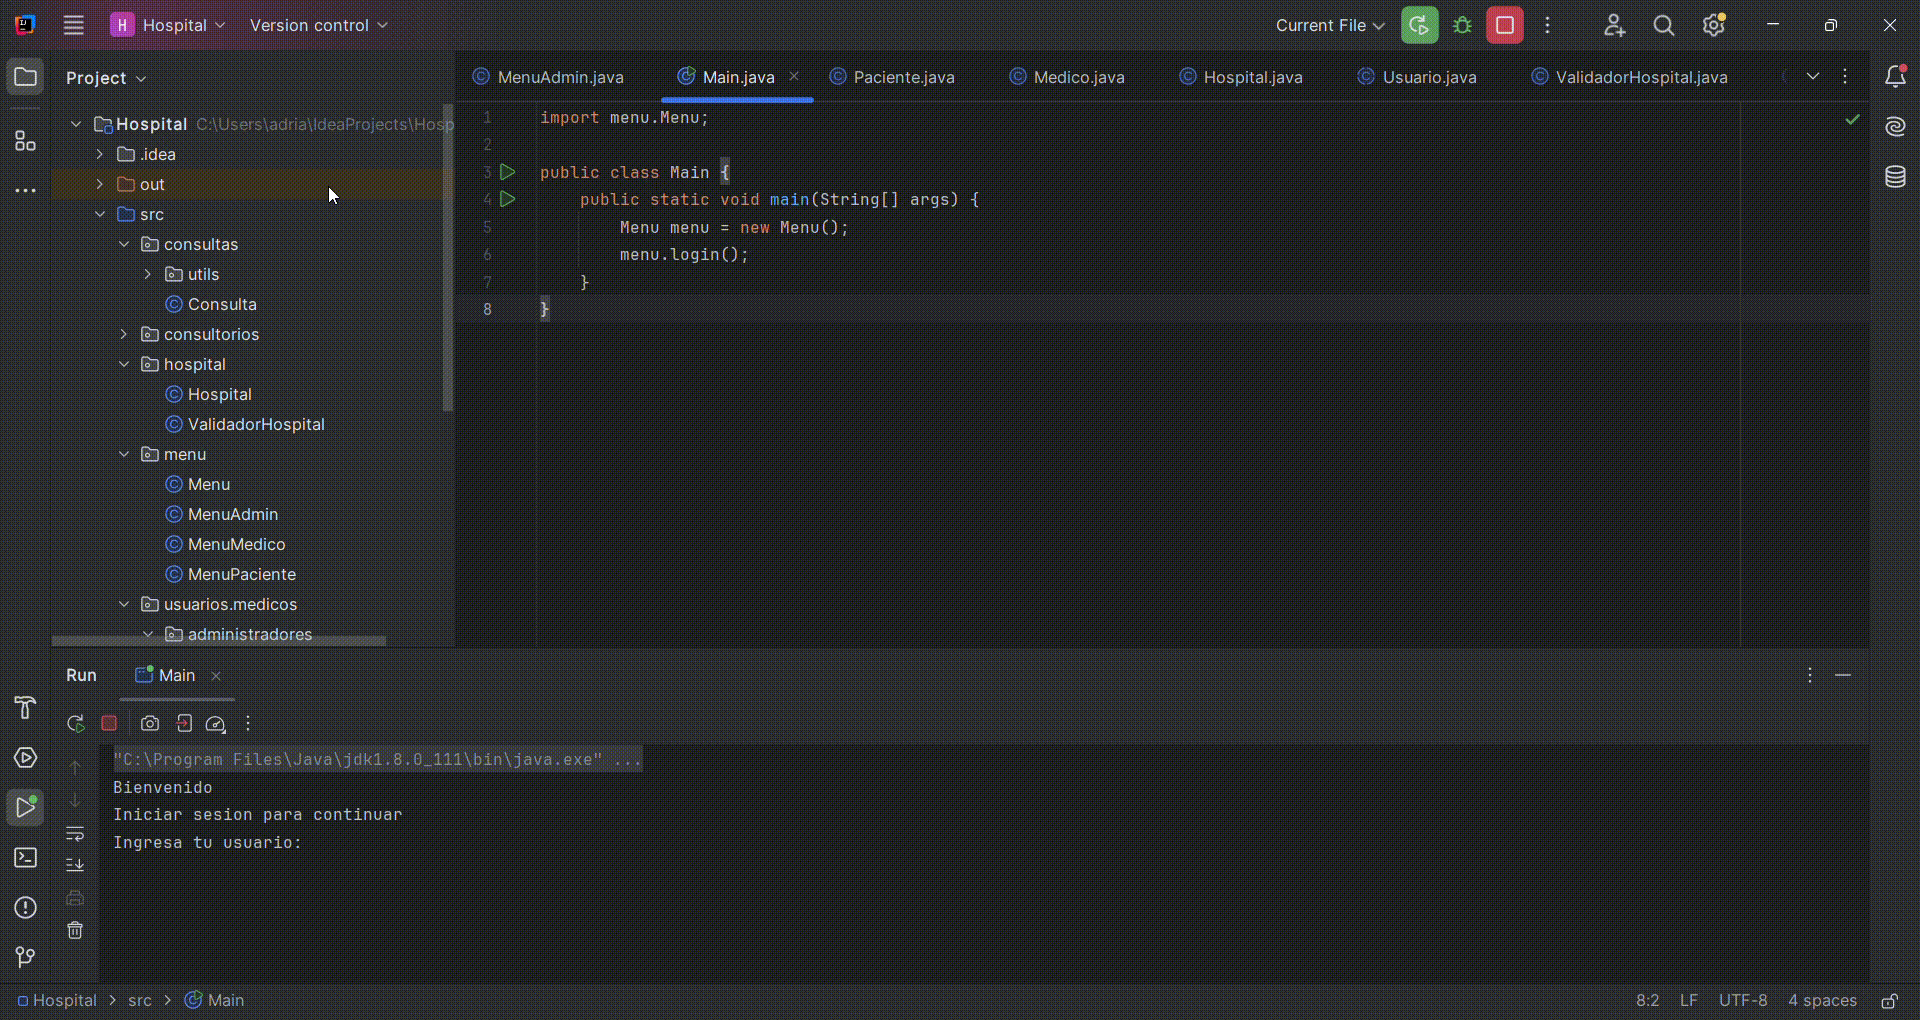 H Hospital Version control Current File
Project
MenuAdmin.java Main.java Paciente.java Medico.java Hospital.java Usuario.java ValidadorHospital.java
Hospital C:\Users\adria\IdeaProjects\Hosp
.idea
out
src
consultas
utils
Consulta
consultorios
hospital
Hospital
ValidadorHospital
menu
Menu
MenuAdmin
MenuMedico
MenuPaciente
usuarios.medicos
administradores
1 import menu.Menu;
2
3 public class Main {
4 public static void main(String[] args) {
5 Menu menu = new Menu();
6 menu.login();
7 }
8 }
Run Main
"C:\Program Files\Java\jdk1.8.0_111\bin\java.exe" ...
Bienvenido
Iniciar sesion para continuar
Ingresa tu usuario:
Hospital > src > Main 8:2 LF UTF-8 4 spaces